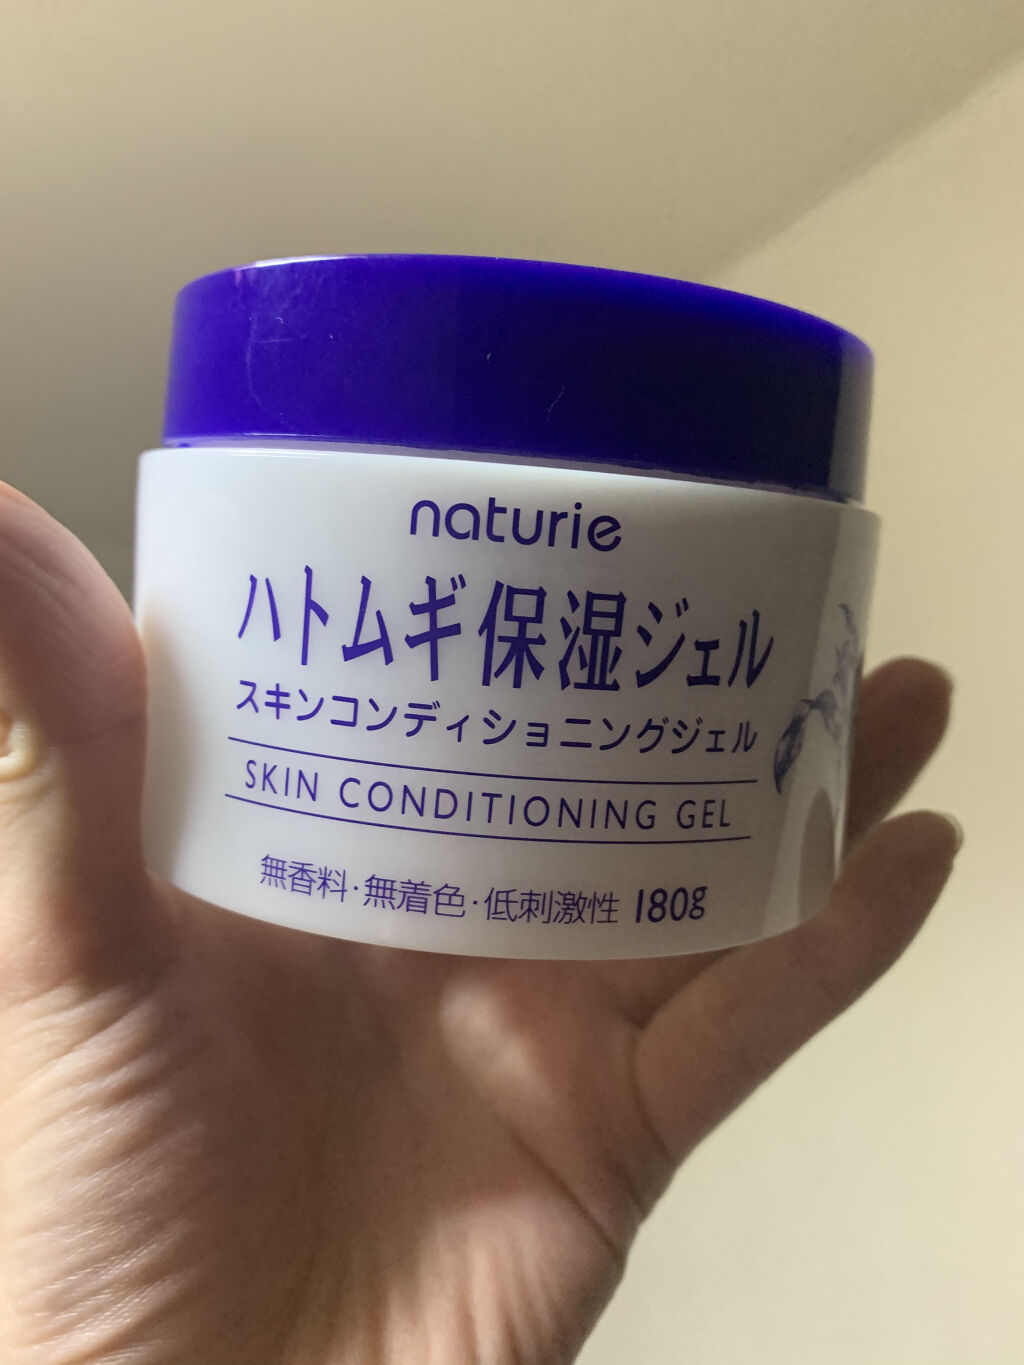 naturie
ハトムギ保湿ジェル
スキンコンディショニングジェル
SKIN CONDITIONING GEL
無香料・無着色・低刺激性 180g